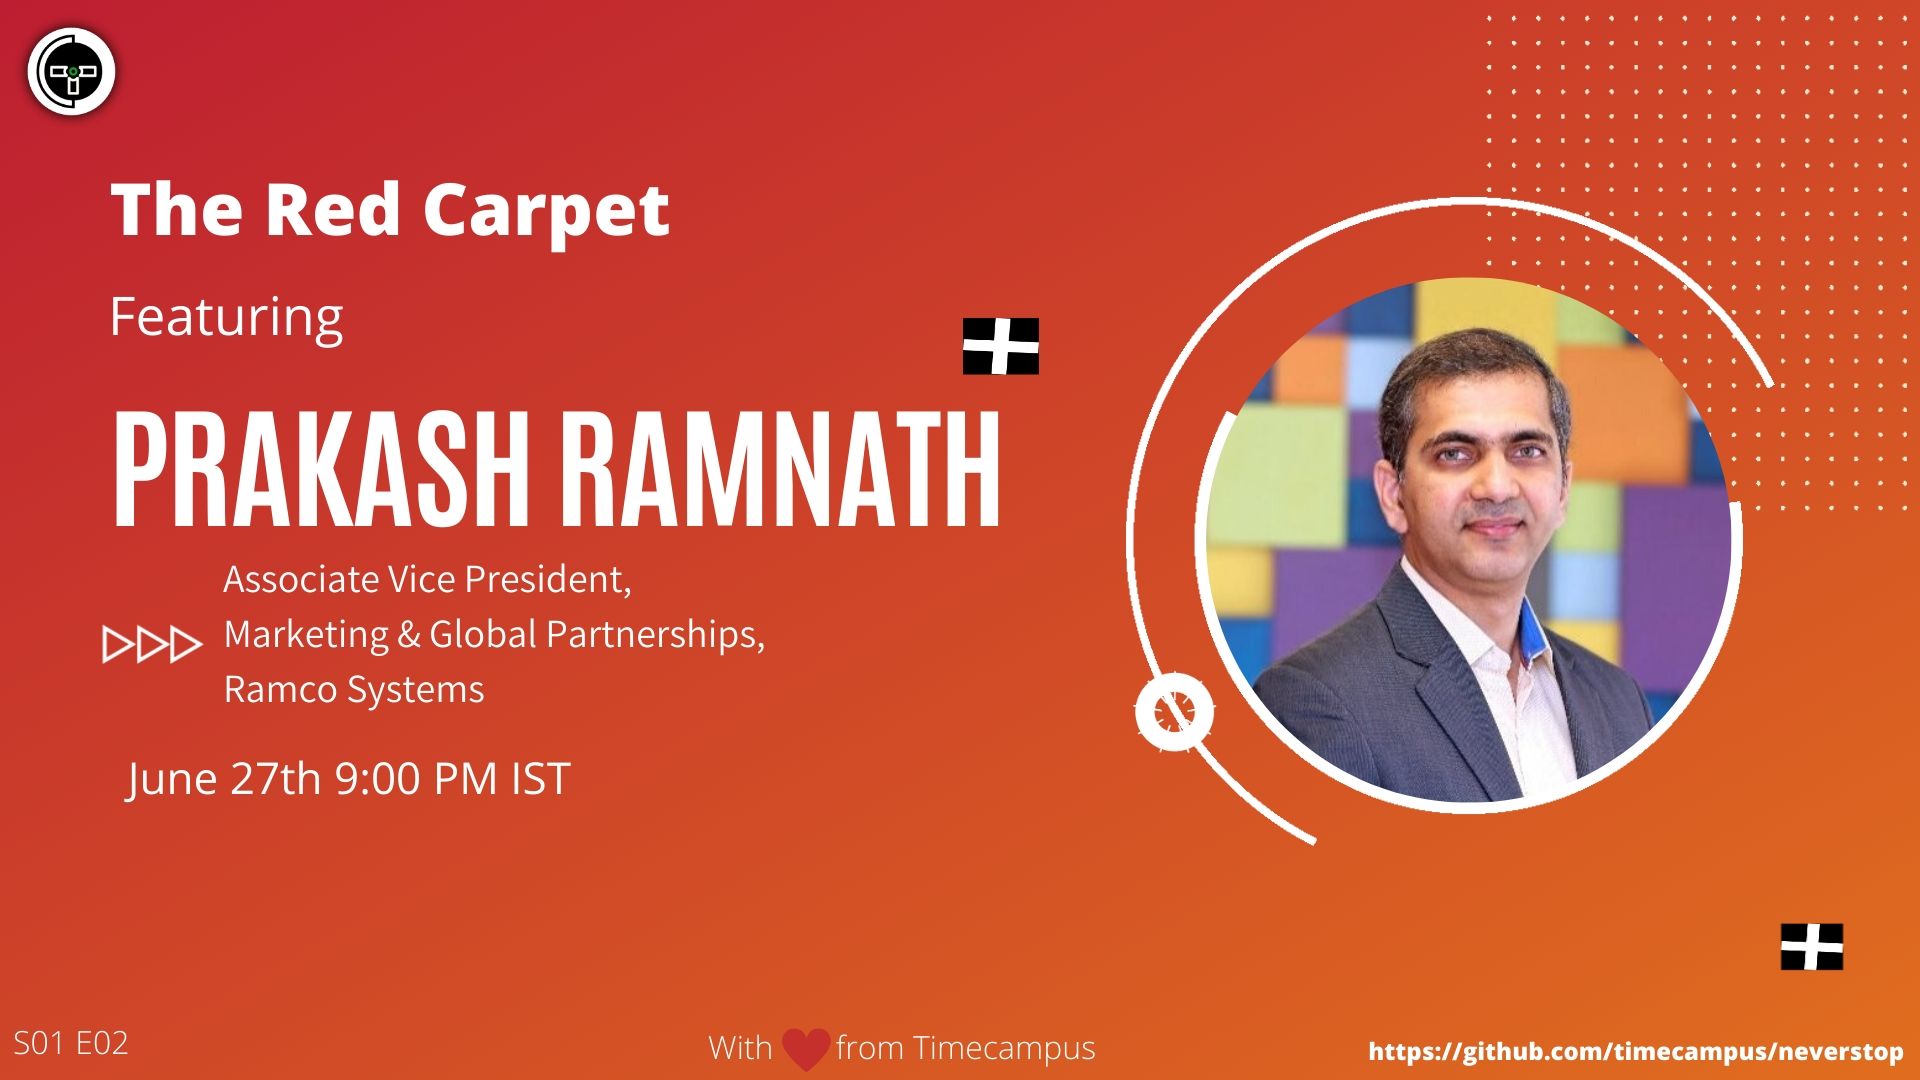 The Red Carpet
Featuring
PRAKASH RAMNATH
Associate Vice President,
Marketing & Global Partnerships,
Ramco Systems
June 27th 9:00 PM IST
S01 E02
With ❤ from Timecampus
https://github.com/timecampus/neverstop